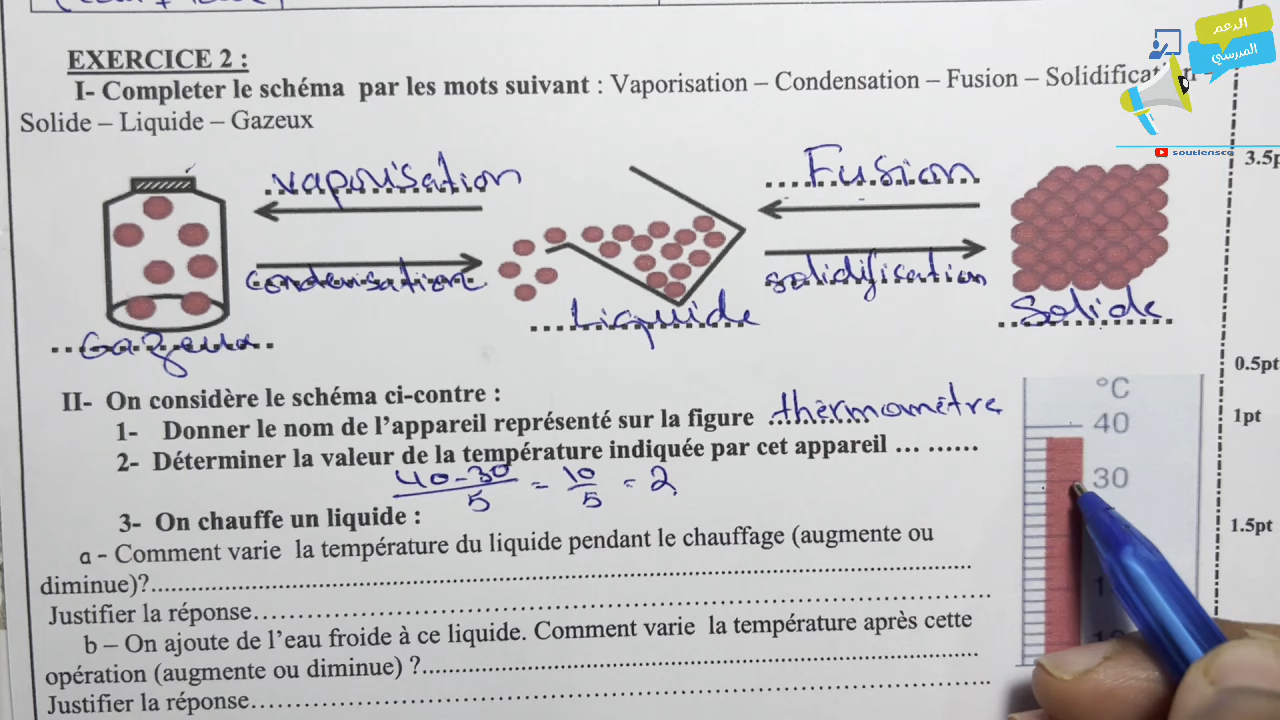 الدعم
المدرسي
EXERCICE 2 :
I- Completer le schéma par les mots suivant : Vaporisation – Condensation – Fusion –
Solide – Liquide – Gazeux
3.5p
vaporisation
Fusion
condensation
solidifisation
Gazeux
Liquide
Solide
0.5pt
II- On considère le schéma ci-contre :
1- Donner le nom de l'appareil représenté sur la figure .......... thermomètre
1pt
2- Déterminer la valeur de la température indiquée par cet appareil ... ......
40-30/5 = 10/5 = 2
°C
40
30
3- On chauffe un liquide :
1.5pt
a - Comment varie la température du liquide pendant le chauffage (augmente ou
diminue)?..........
Justifier la réponse..........
b – On ajoute de l'eau froide à ce liquide. Comment varie la température après cette
opération (augmente ou diminue) ?..........
Justifier la réponse..........